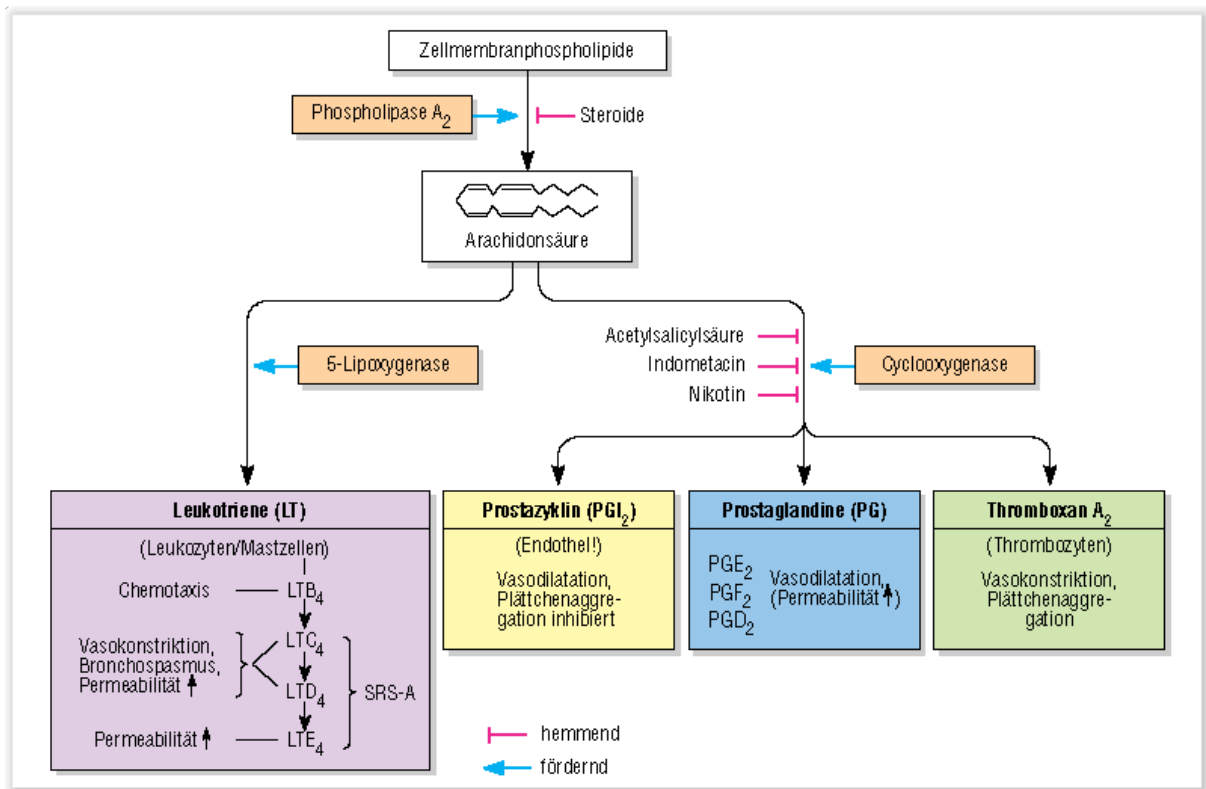 Zellmembranphospholipide
Phospholipase A2
Steroide
Arachidonsäure
Acetylsalicylsäure
Indometacin
Nikotin
5-Lipoxygenase
Cyclooxygenase
Leukotriene (LT)
(Leukozyten/Mastzellen)
Chemotaxis
LTB4
Vasokonstriktion,
Bronchospasmus,
Permeabilität
LTC4
LTD4
SRS-A
Permeabilität
LTE4
Prostazyklin (PGI2)
(Endothel!)
Vasodilatation,
Plättchenaggre-
gation inhibiert
Prostaglandine (PG)
PGE2
PGF2
PGD2
Vasodilatation,
(Permeabilität)
Thromboxan A2
(Thrombozyten)
Vasokonstriktion,
Plättchenaggre-
gation
hemmend
fördernd